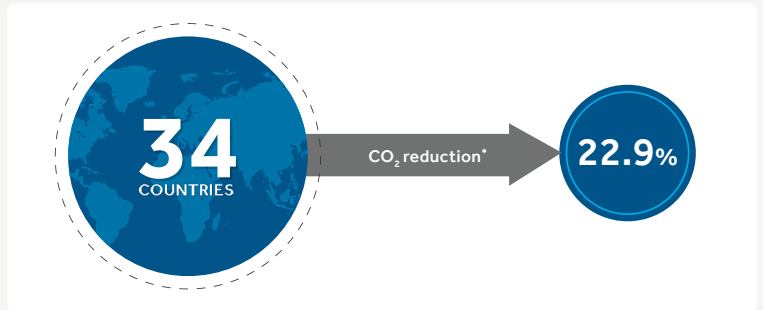 34
COUNTRIES
CO₂ reduction*
22.9%